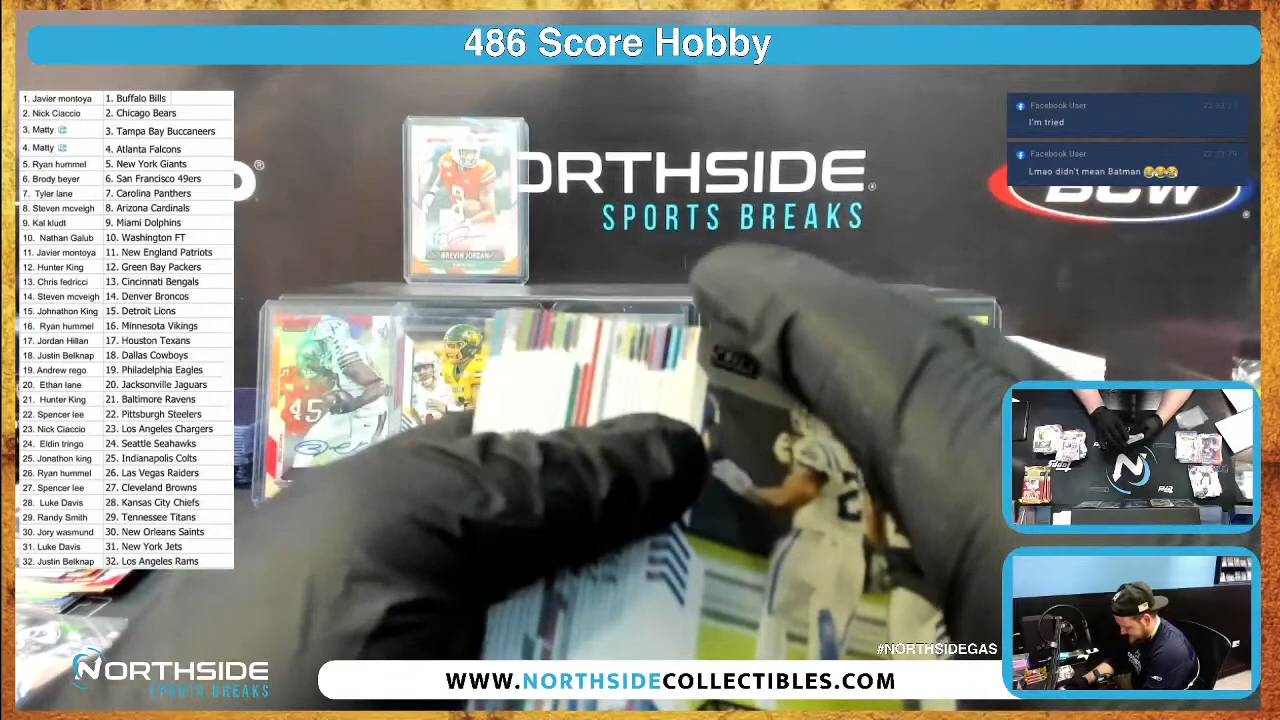 486 Score Hobby
1. Javier montoya 1. Buffalo Bills
2. Nick Ciaccio 2. Chicago Bears
3. Matty 3. Tampa Bay Buccaneers
4. Matty 4. Atlanta Falcons
5. Ryan hummel 5. New York Giants
6. Brody beyer 6. San Francisco 49ers
7. Tyler lane 7. Carolina Panthers
8. Steven mcveigh 8. Arizona Cardinals
9. Kal kludt 9. Miami Dolphins
10. Nathan Galub 10. Washington FT
11. Javier montoya 11. New England Patriots
12. Hunter King 12. Green Bay Packers
13. Chris fedricci 13. Cincinnati Bengals
14. Steven mcveigh 14. Denver Broncos
15. Johnathon King 15. Detroit Lions
16. Ryan hummel 16. Minnesota Vikings
17. Jordan Hillan 17. Houston Texans
18. Justin Belknap 18. Dallas Cowboys
19. Andrew rego 19. Philadelphia Eagles
20. Ethan lane 20. Jacksonville Jaguars
21. Hunter King 21. Baltimore Ravens
22. Spencer lee 22. Pittsburgh Steelers
23. Nick Ciaccio 23. Los Angeles Chargers
24. Eldin tringo 24. Seattle Seahawks
25. Jonathon king 25. Indianapolis Colts
26. Ryan hummel 26. Las Vegas Raiders
27. Spencer lee 27. Cleveland Browns
28. Luke Davis 28. Kansas City Chiefs
29. Randy Smith 29. Tennessee Titans
30. Jory wasmund 30. New Orleans Saints
31. Luke Davis 31. New York Jets
32. Justin Belknap 32. Los Angeles Rams
Facebook User
I'm tried
Facebook User
Lmao didn't mean Batman 😂😂😂
ORTHSIDE
SPORTS BREAKS
BCW
BREVIN JORDAN
45
2
#NORTHSIDEGAS
NORTHSIDE
SPORTS BREAKS
WWW.NORTHSIDECOLLECTIBLES.COM